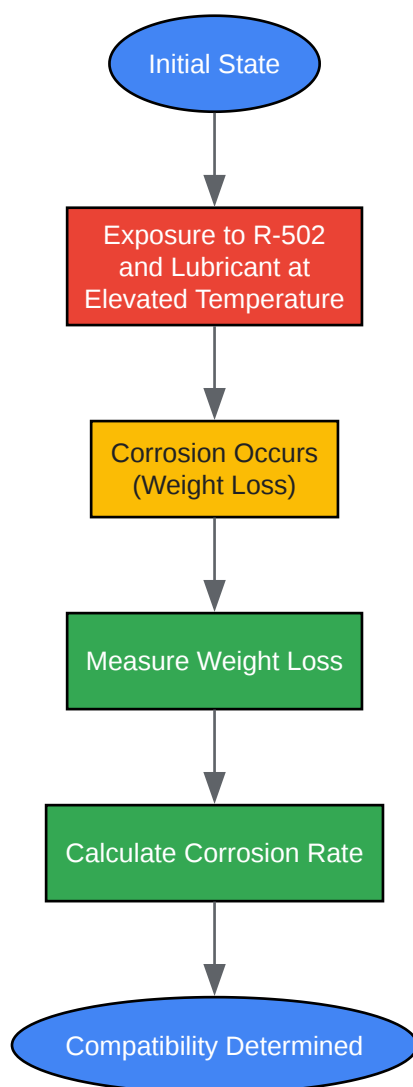 Initial State
Exposure to R-502
and Lubricant at
Elevated Temperature
Corrosion Occurs
(Weight Loss)
Measure Weight Loss
Calculate Corrosion Rate
Compatibility Determined